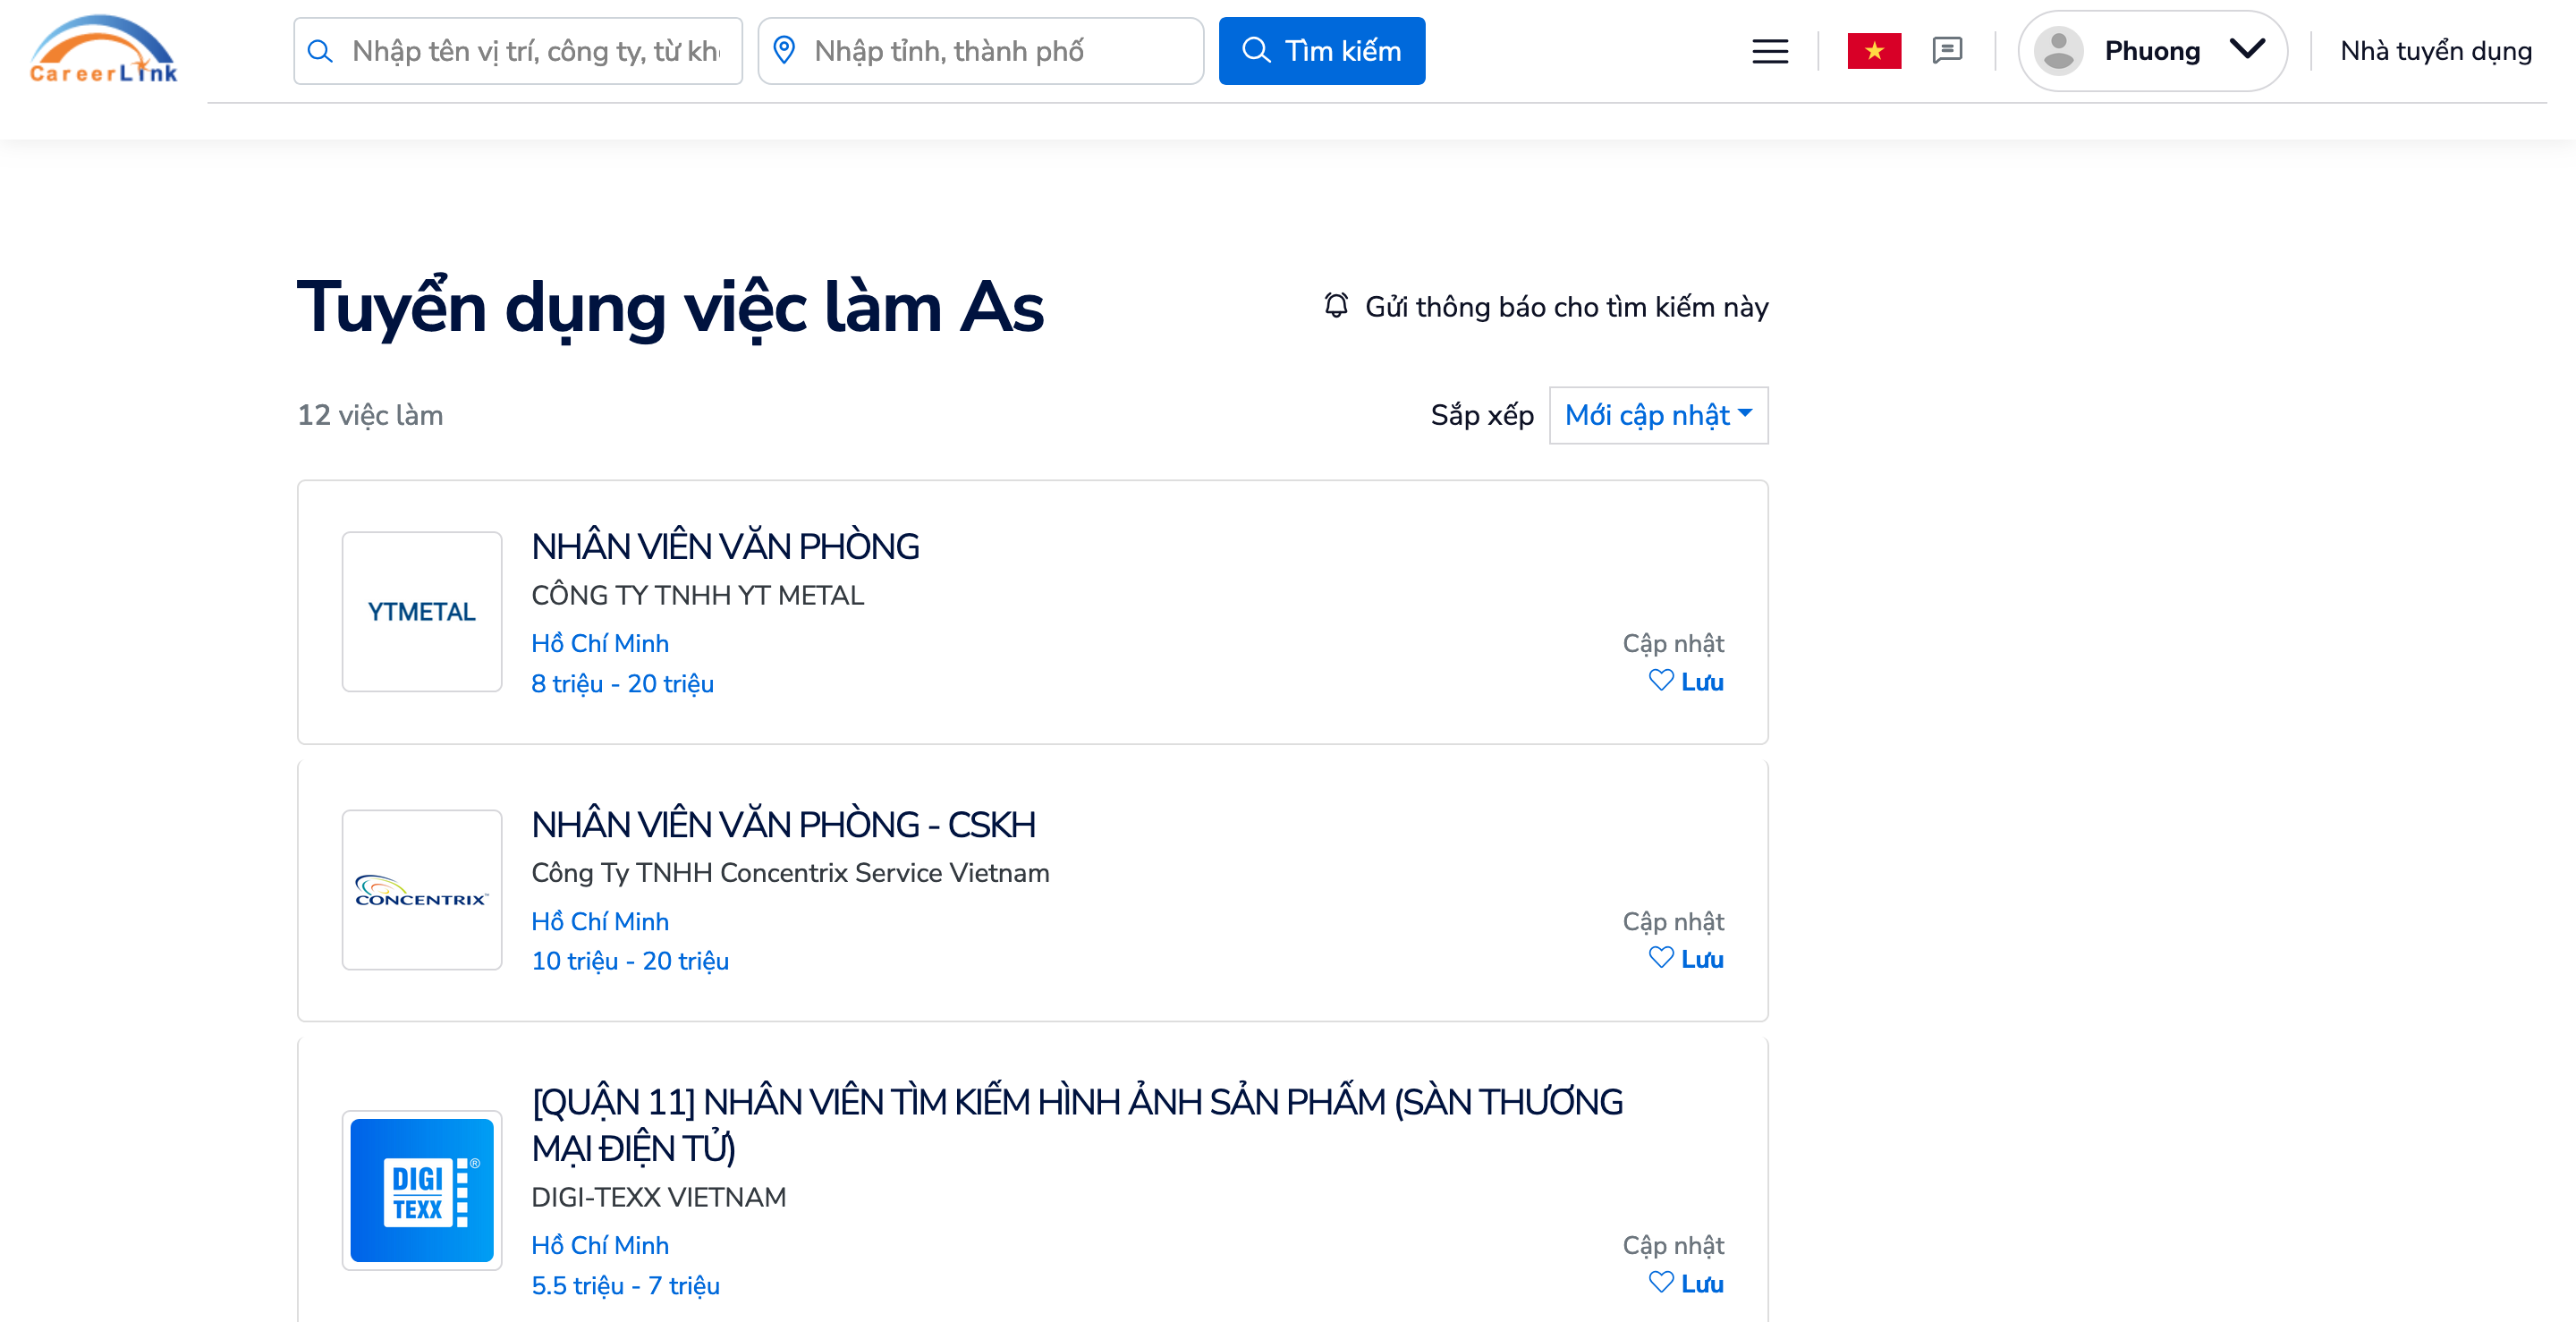 CareerLink
Nhập tên vị trí, công ty, từ kh
Nhập tỉnh, thành phố
Tìm kiếm
Phuong
Nhà tuyển dụng
Tuyển dụng việc làm As
Gửi thông báo cho tìm kiếm này
12 việc làm
Sắp xếp
Mới cập nhật
YTMETAL
NHÂN VIÊN VĂN PHÒNG
CÔNG TY TNHH YT METAL
Hồ Chí Minh
Cập nhật
8 triệu - 20 triệu
Lưu
CONCENTRIX™
NHÂN VIÊN VĂN PHÒNG - CSKH
Công Ty TNHH Concentrix Service Vietnam
Hồ Chí Minh
Cập nhật
10 triệu - 20 triệu
Lưu
DIGI
TEXX
®
[QUẬN 11] NHÂN VIÊN TÌM KIẾM HÌNH ẢNH SẢN PHẨM (SÀN THƯƠNG
MẠI ĐIỆN TỬ)
DIGI-TEXX VIETNAM
Hồ Chí Minh
Cập nhật
5.5 triệu - 7 triệu
Lưu